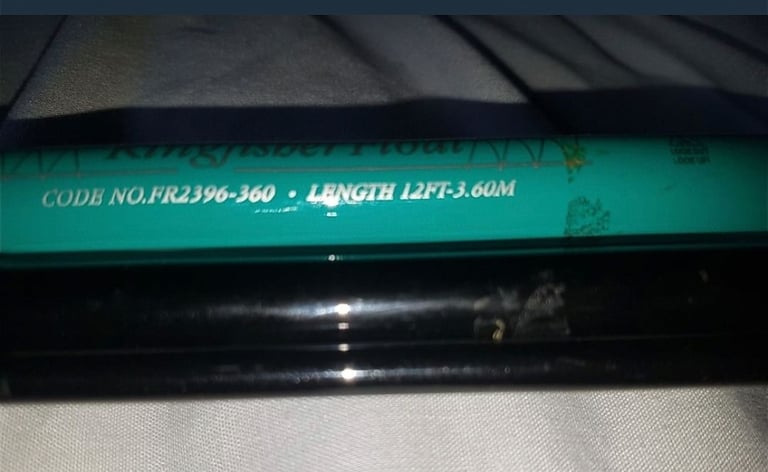 Kingfisher Float
CODE NO.FR2396-360 • LENGTH 12FT-3.60M